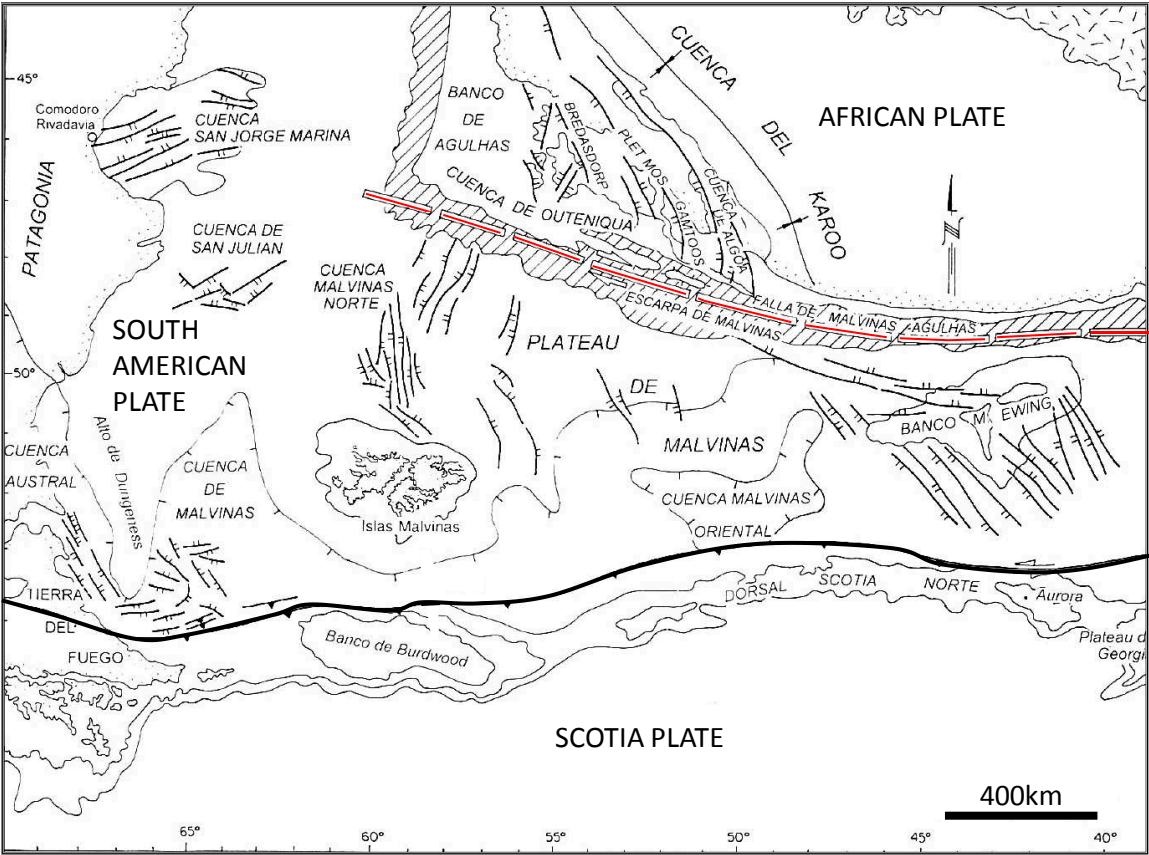 45°
Comodoro
Rivadavia
CUENCA
SAN JORGE MARINA
PATAGONIA
CUENCA DE
SAN JULIAN
BANCO
DE
AGULHAS
BREDASDORP
PLET MOS
GAMTOOS
CUENCA
DE ALGOA
CUENCA
DEL
KAROO
AFRICAN PLATE
N
CUENCA DE OUTENIQUA
CUENCA
MALVINAS
NORTE
FALLA DE MALVINAS - AGULHAS
ESCARPA DE MALVINAS
SOUTH
AMERICAN
PLATE
PLATEAU
DE
MALVINAS
50°
Alto de Dungeness
CUENCA
AUSTRAL
CUENCA
DE
MALVINAS
Islas Malvinas
BANCO M. EWING
CUENCA MALVINAS
ORIENTAL
TIERRA
DEL
FUEGO
DORSAL SCOTIA NORTE
Aurora
Banco de Burdwood
Plateau d
Georgi
SCOTIA PLATE
400km
65° 60° 55° 50° 45° 40°